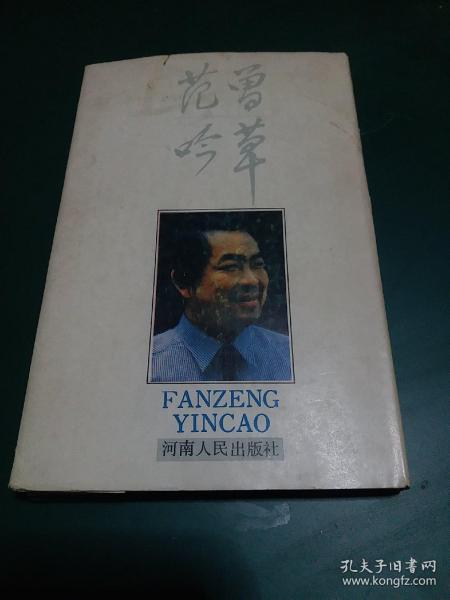 范曾
吟草
FANZENG
YINCAO
河南人民出版社
孔夫子旧书网
www.kongfz.com